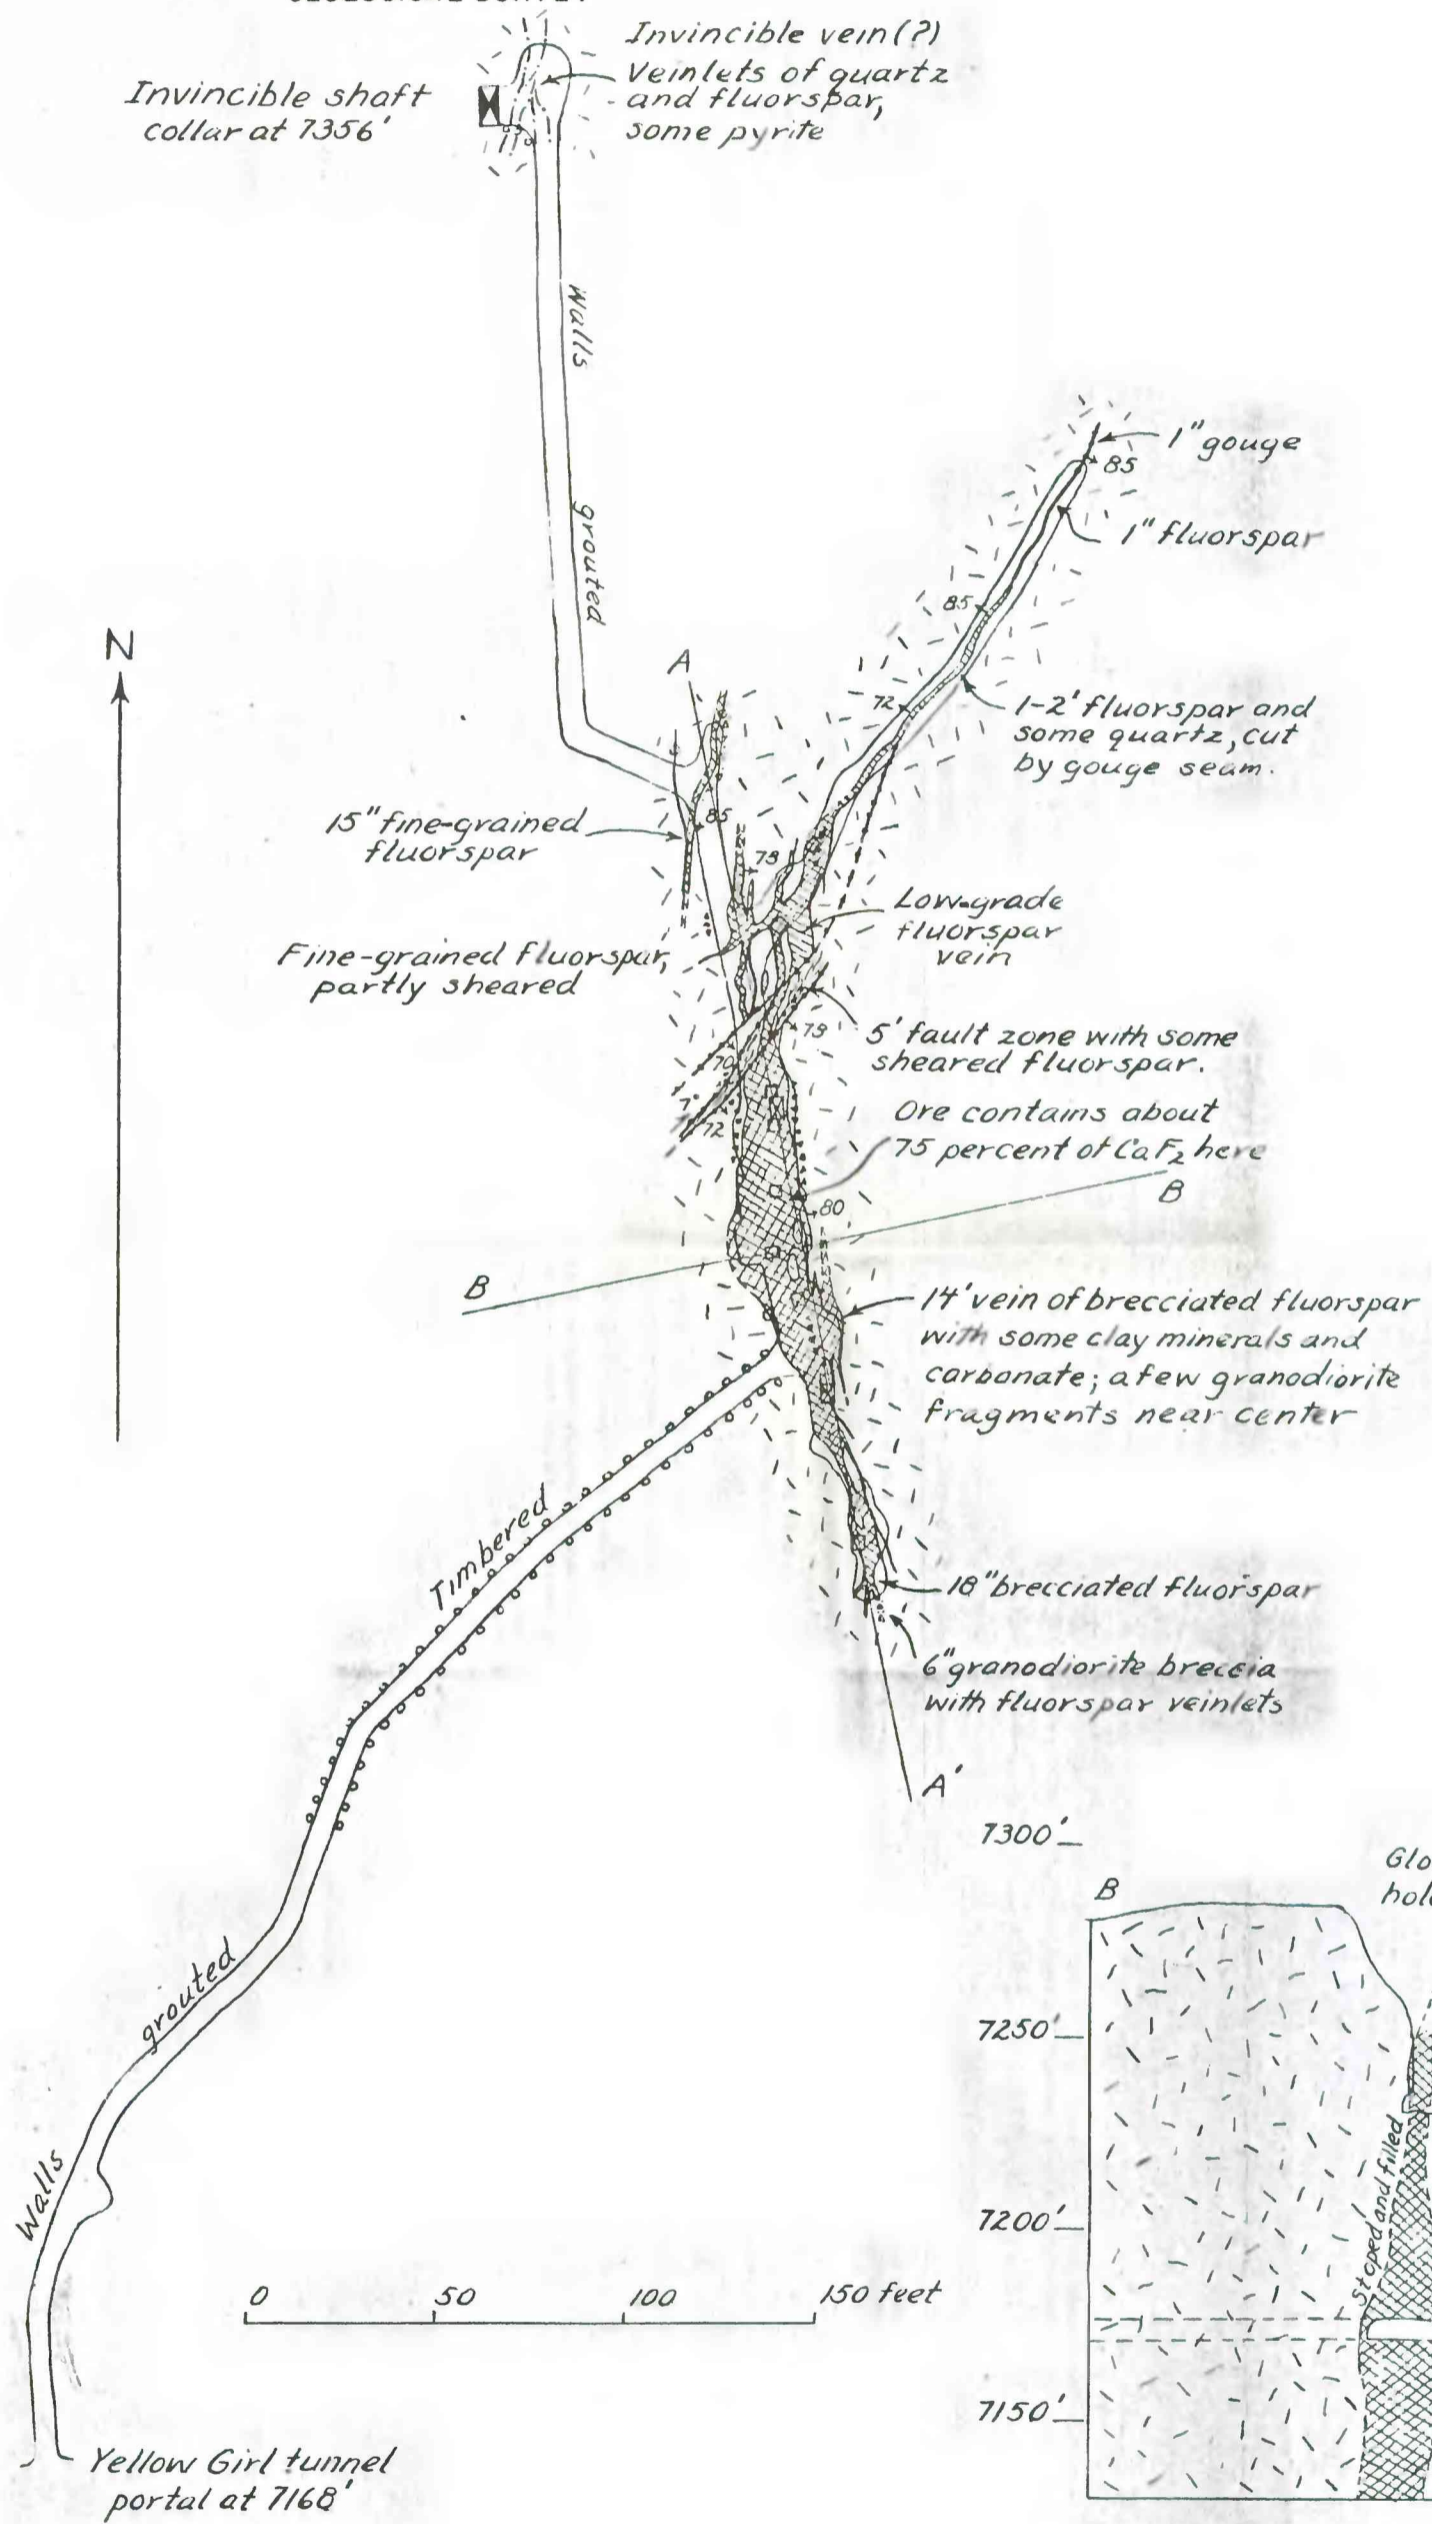 Invincible vein (?)
Veinlets of quartz
and fluorspar,
some pyrite
Invincible shaft
collar at 7356'
Walls
grouted
1" gouge
85
1" fluorspar
85
N
A
72
1-2' fluorspar and
some quartz, cut
by gouge seam.
15" fine-grained
fluorspar
85
73
Low-grade
fluorspar
vein
Fine-grained fluorspar,
partly sheared
73
5' fault zone with some
sheared fluorspar.
70
72
Ore contains about
75 percent of CaF2 here
B
80
B
14' vein of brecciated fluorspar
with some clay minerals and
carbonate; a few granodiorite
fragments near center
Timbered
18" brecciated fluorspar
6" granodiorite breccia
with fluorspar veinlets
A'
7300'
B
grouted
7250'
Walls
Stoped and filled
7200'
0 50 100 150 feet
7150'
Yellow Girl tunnel
portal at 7168'